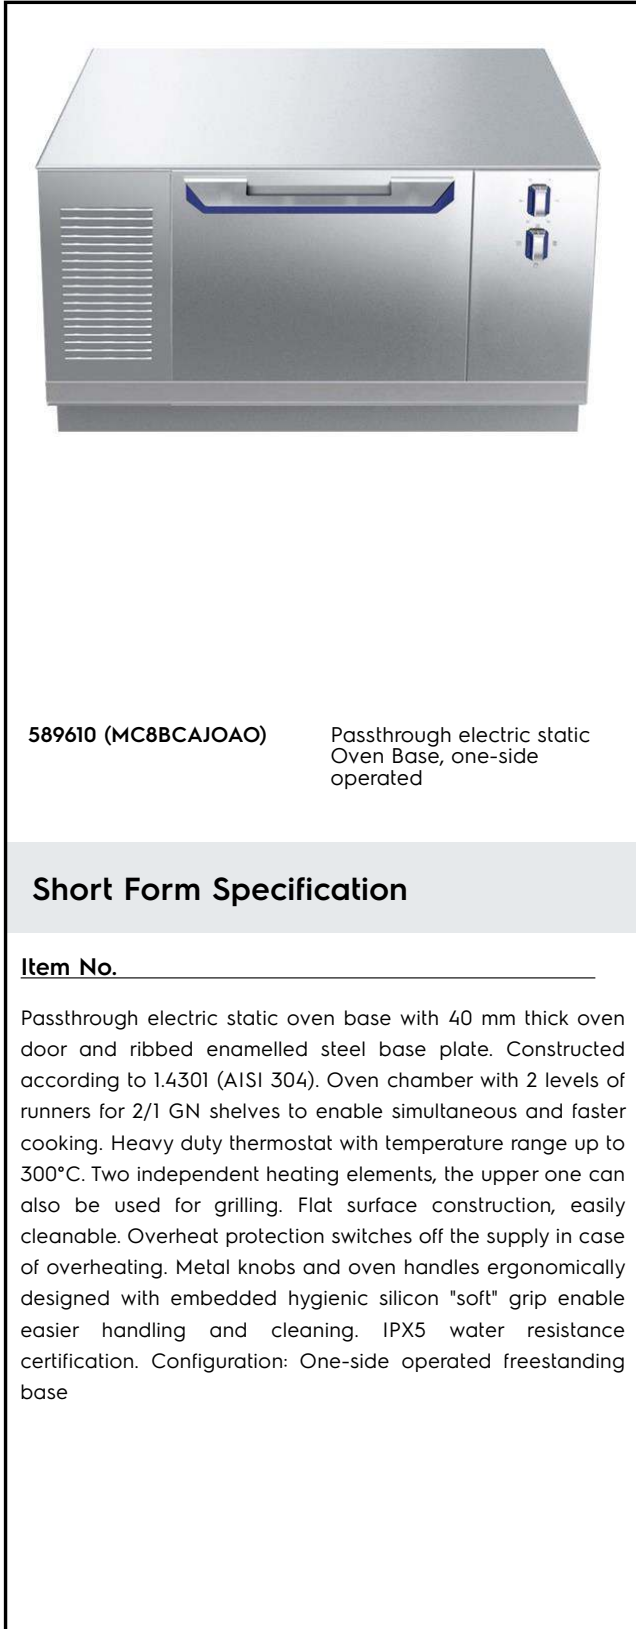 589610 (MC8BCAJOAO)
Passthrough electric static
Oven Base, one-side
operated
Short Form Specification
Item No.
Passthrough electric static oven base with 40 mm thick oven
door and ribbed enamelled steel base plate. Constructed
according to 1.4301 (AISI 304). Oven chamber with 2 levels of
runners for 2/1 GN shelves to enable simultaneous and faster
cooking. Heavy duty thermostat with temperature range up to
300°C. Two independent heating elements, the upper one can
also be used for grilling. Flat surface construction, easily
cleanable. Overheat protection switches off the supply in case
of overheating. Metal knobs and oven handles ergonomically
designed with embedded hygienic silicon "soft" grip enable
easier handling and cleaning. IPX5 water resistance
certification. Configuration: One-side operated freestanding
base